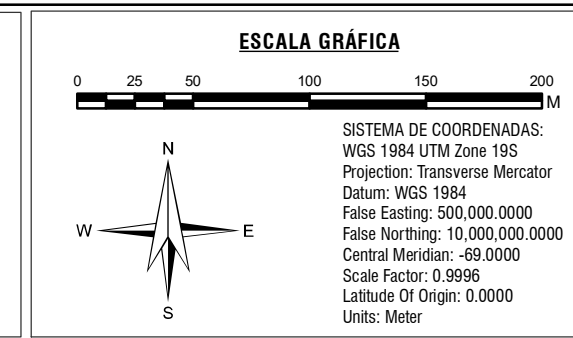 ESCALA GRÁFICA
0 25 50 100 150 200
M
N
W E
S
SISTEMA DE COORDENADAS:
WGS 1984 UTM Zone 19S
Projection: Transverse Mercator
Datum: WGS 1984
False Easting: 500,000.0000
False Northing: 10,000,000.0000
Central Meridian: -69.0000
Scale Factor: 0.9996
Latitude Of Origin: 0.0000
Units: Meter